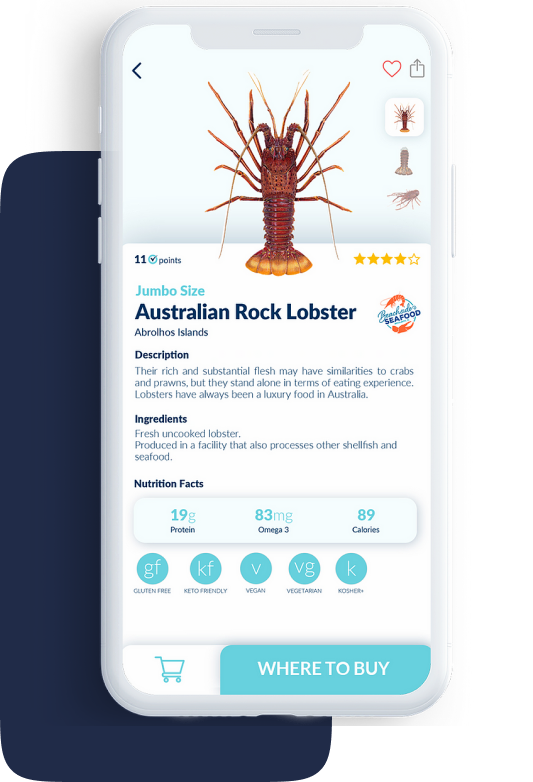 11 points
Jumbo Size
Australian Rock Lobster
Abrolhos Islands
Beachside
SEAFOOD
Description
Their rich and substantial flesh may have similarities to crabs
and prawns, but they stand alone in terms of eating experience.
Lobsters have always been a luxury food in Australia.
Ingredients
Fresh uncooked lobster.
Produced in a facility that also processes other shellfish and
seafood.
Nutrition Facts
19g 83mg 89
Protein Omega 3 Calories
gf kf v vg k
GLUTEN FREE KETO FRIENDLY VEGAN VEGETARIAN KOSHER+
WHERE TO BUY